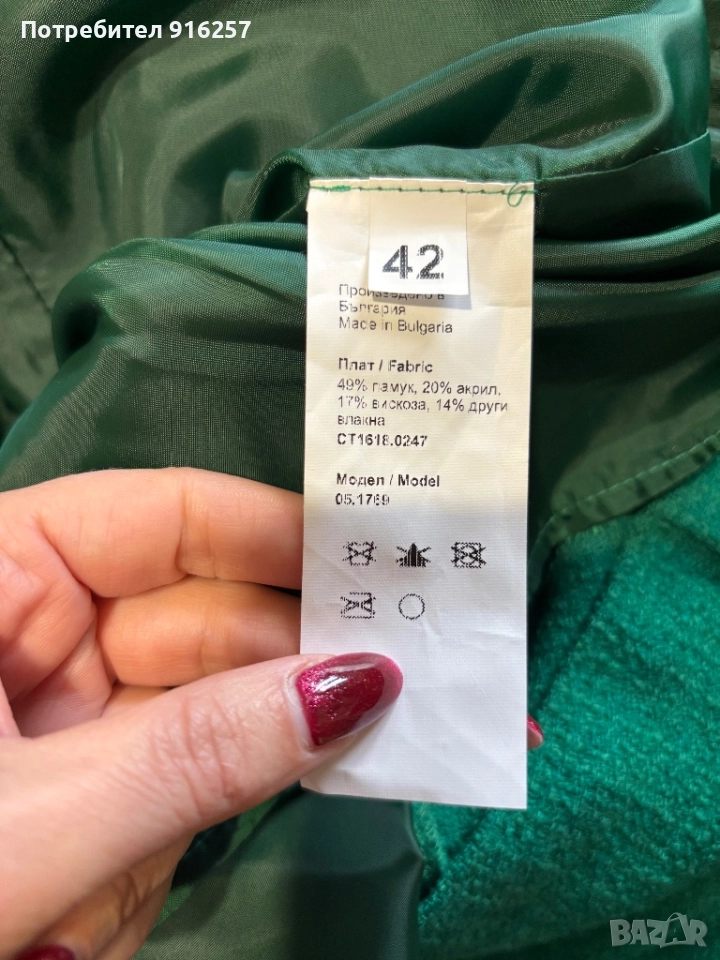 Потребител 916257
42
Произведено в
България
Made in Bulgaria
Плат / Fabric
49% памук, 20% акрил,
17% вискоза, 14% други
влакна
CT1618.0247
Модел / Model
05.1769
BAZAR